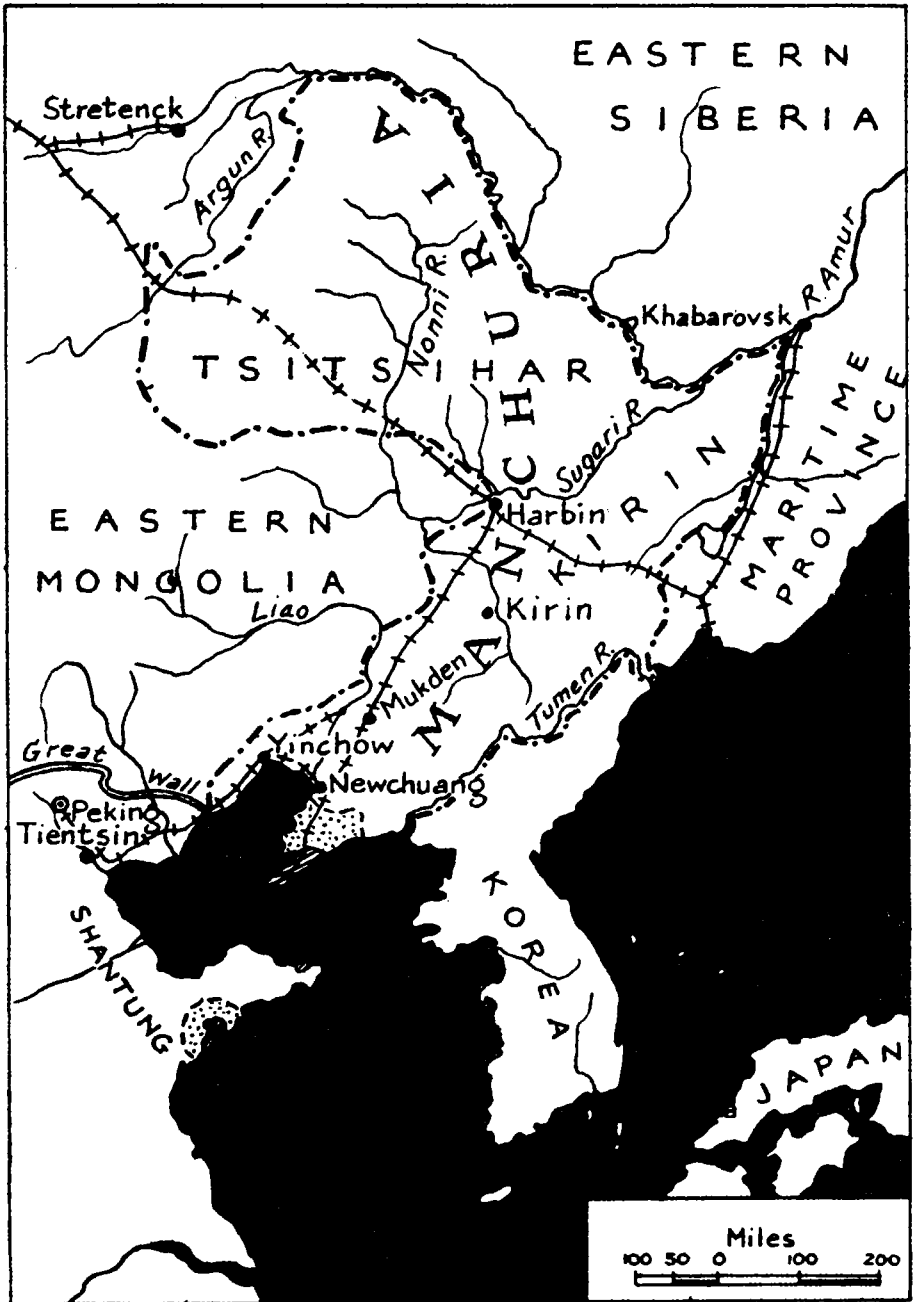 EASTERN
SIBERIA
Stretenck
Argun R.
MANCHURIA
Nonni R.
R. Amur
Khabarovsk
TSITSIHAR
MARITIME
PROVINCE
Sugari R
KIRIN
Harbin
EASTERN
MONGOLIA
Liao
Kirin
Mukden
Tumen R.
Yinchow
Great Wall
Newchuang
Peking
Tientsin
KOREA
SHANTUNG
JAPAN
Miles
100 50 0 100 200